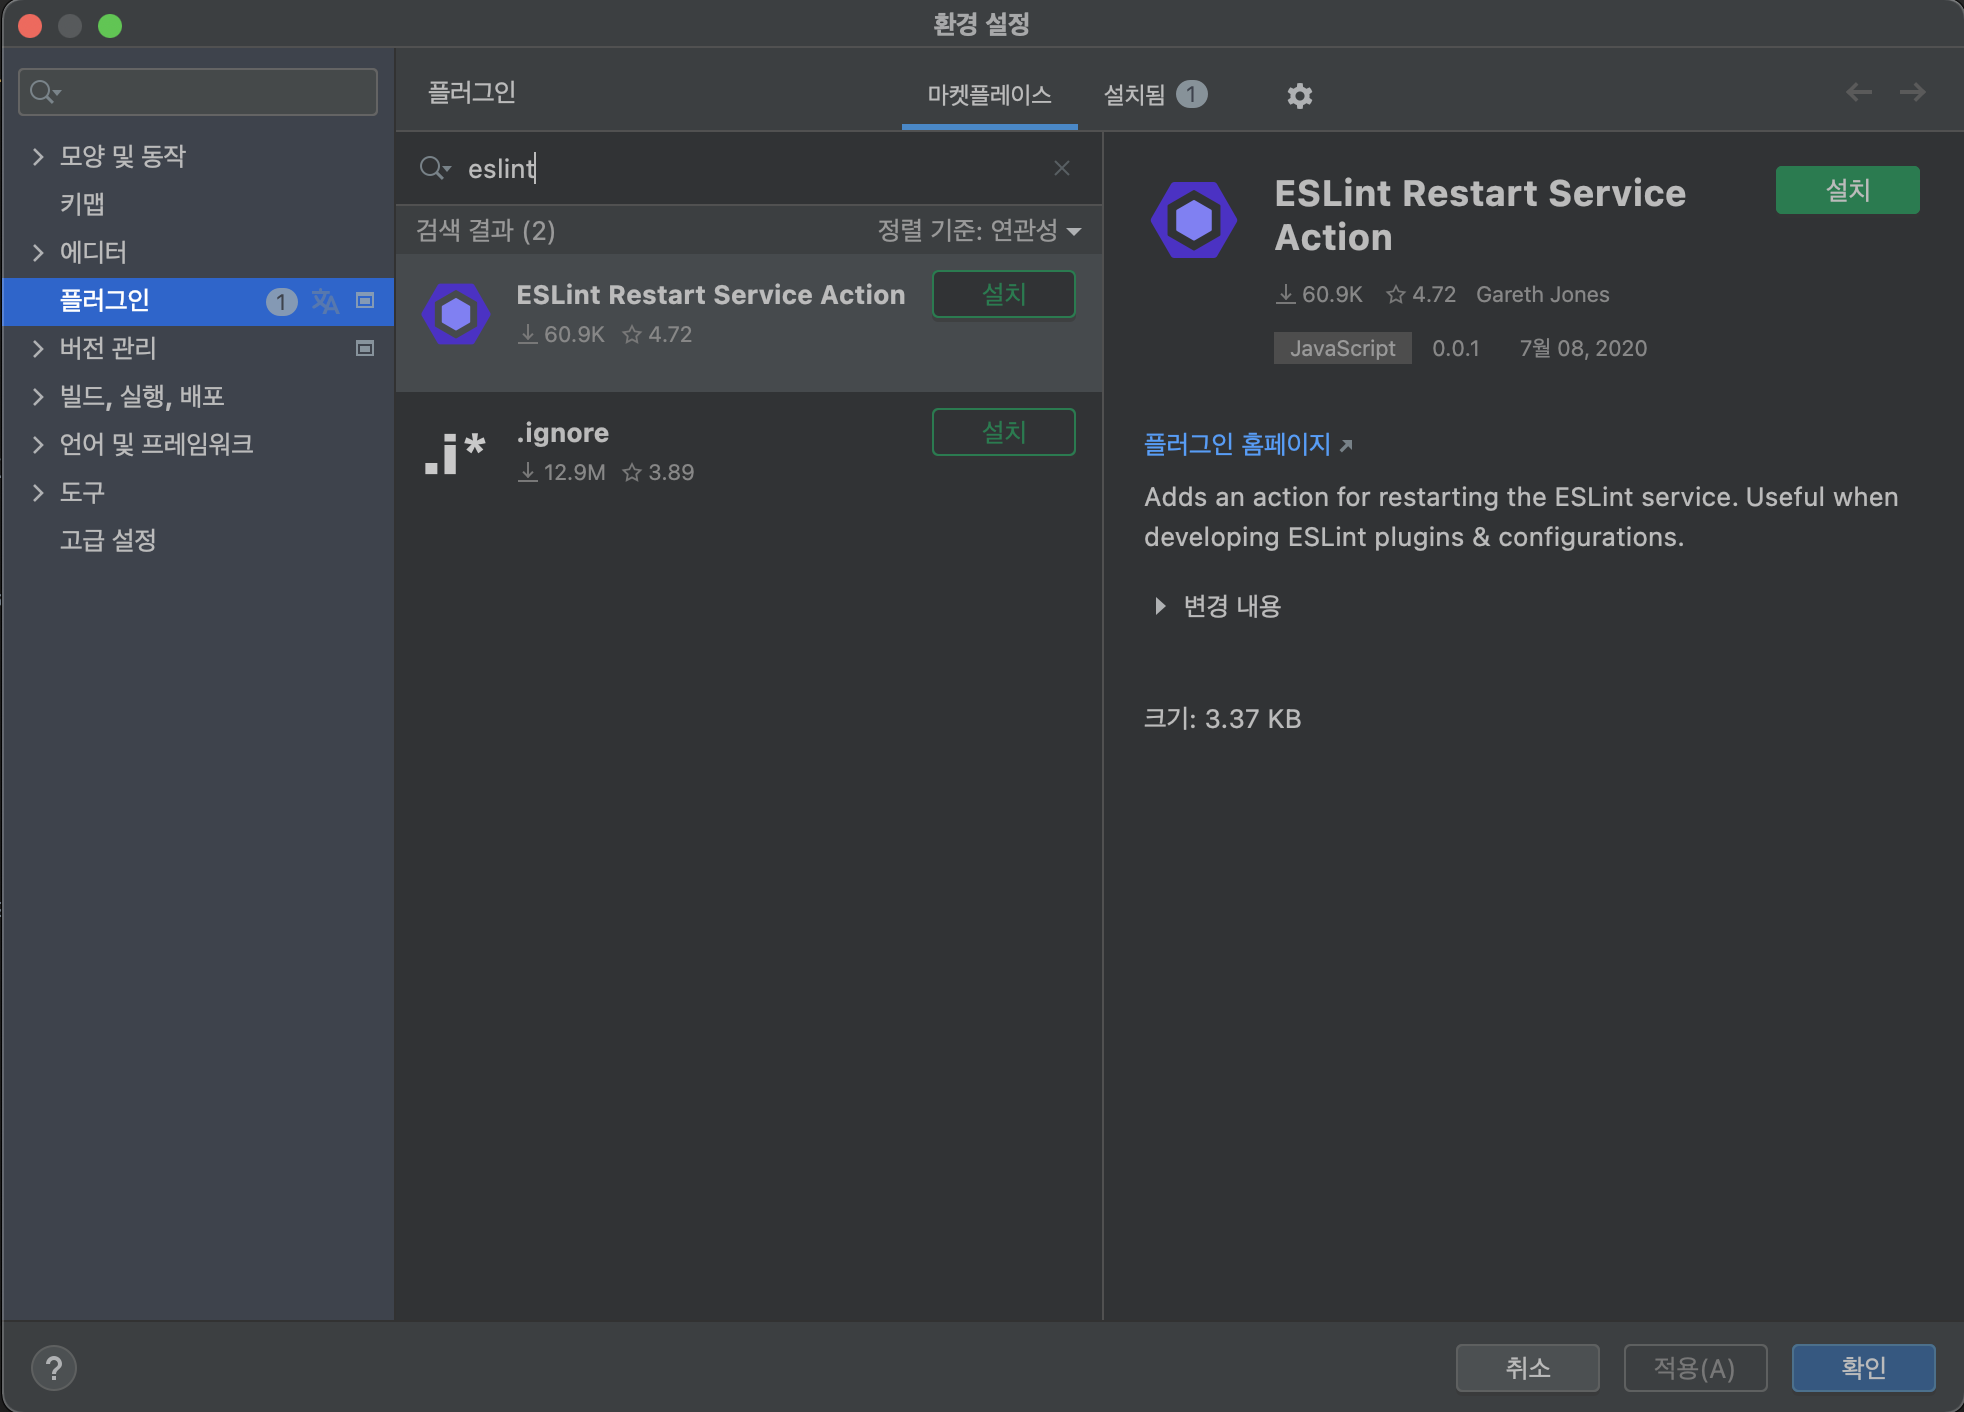 환경 설정
모양 및 동작
키맵
에디터
플러그인 1
버전 관리
빌드, 실행, 배포
언어 및 프레임워크
도구
고급 설정
플러그인
마켓플레이스
설치됨 1
eslint
검색 결과 (2)
정렬 기준: 연관성
ESLint Restart Service Action
설치
60.9K 4.72
.ignore
설치
12.9M 3.89
ESLint Restart Service
Action
설치
60.9K 4.72 Gareth Jones
JavaScript 0.0.1 7월 08, 2020
플러그인 홈페이지
Adds an action for restarting the ESLint service. Useful when
developing ESLint plugins & configurations.
변경 내용
크기: 3.37 KB
?
취소
적용(A)
확인